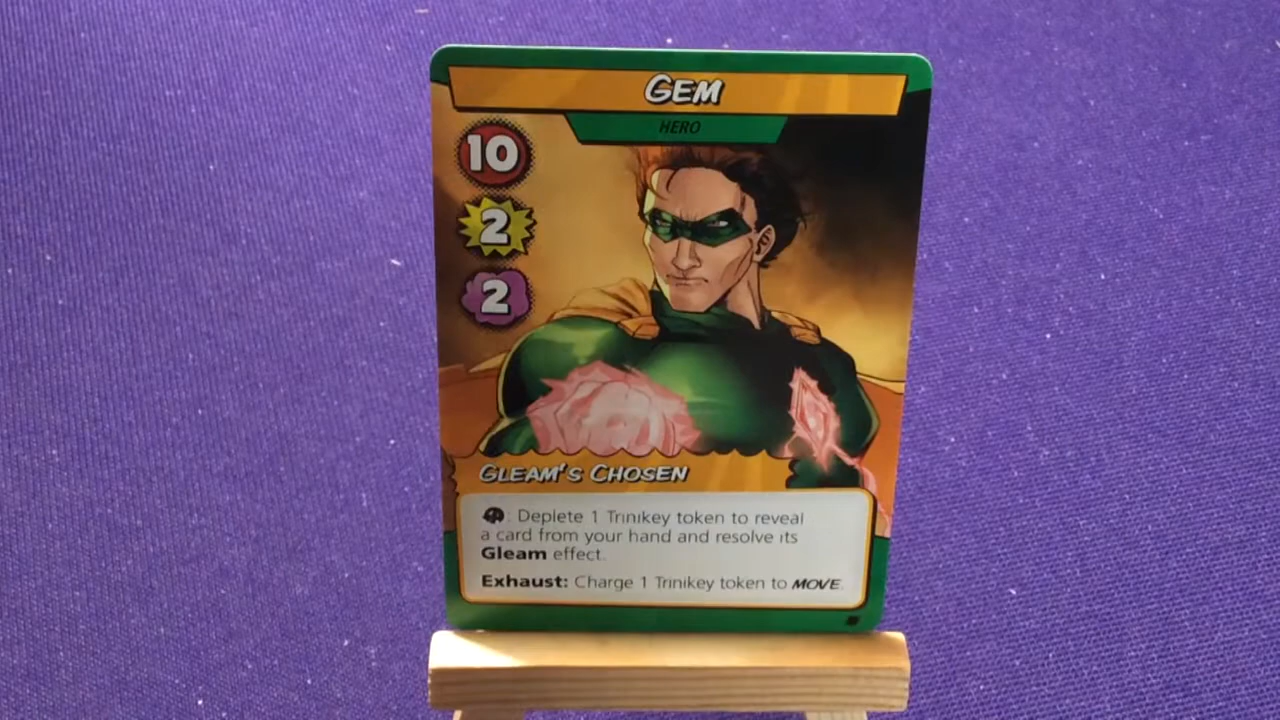 GEM
HERO
10
2
2
GLEAM'S CHOSEN
: Deplete 1 Trinikey token to reveal
a card from your hand and resolve its
Gleam effect.
Exhaust: Charge 1 Trinikey token to MOVE.